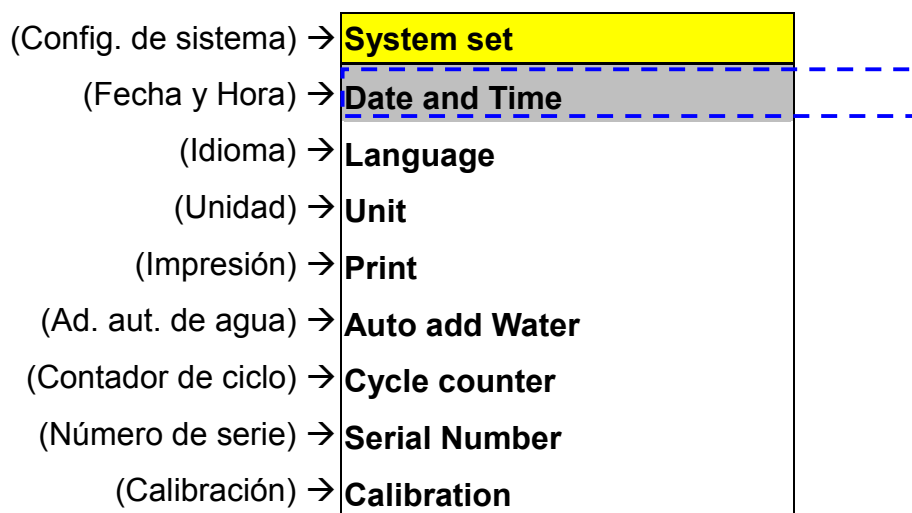 (Config. de sistema) → System set
(Fecha y Hora) → Date and Time
(Idioma) → Language
(Unidad) → Unit
(Impresión) → Print
(Ad. aut. de agua) → Auto add Water
(Contador de ciclo) → Cycle counter
(Número de serie) → Serial Number
(Calibración) → Calibration